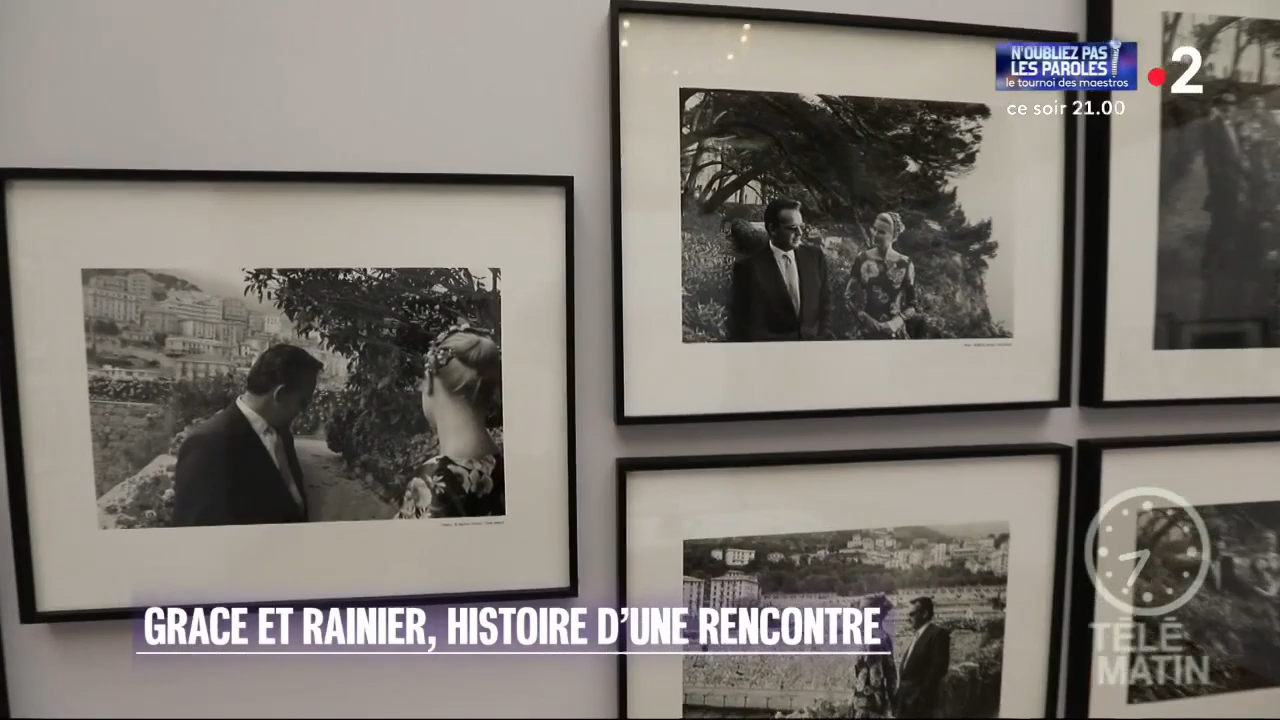 N'OUBLIEZ PAS
LES PAROLES
le tournoi des maestros
2
ce soir 21.00
GRACE ET RAINIER, HISTOIRE D'UNE RENCONTRE
TÉLÉ
MATIN